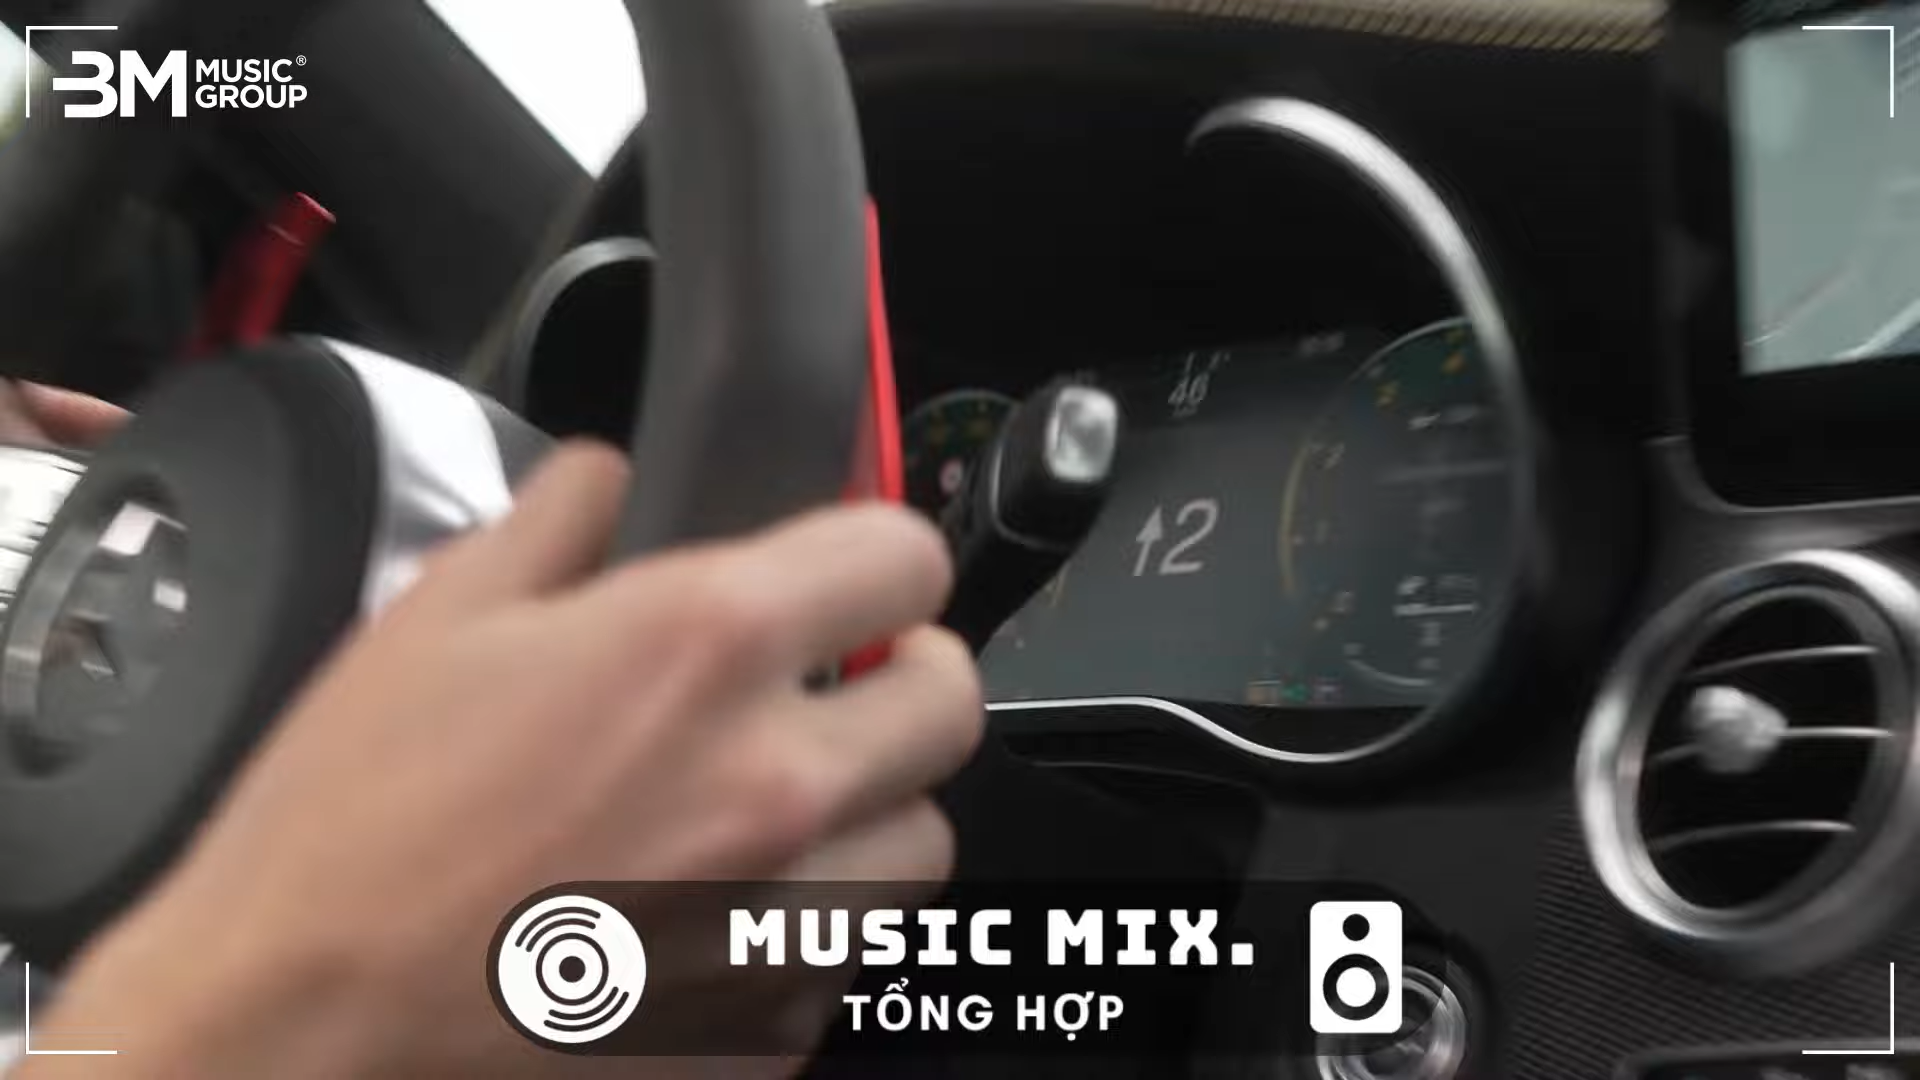 3M MUSIC®
GROUP
46
↑2
MUSIC MIX.
TỔNG HỢP